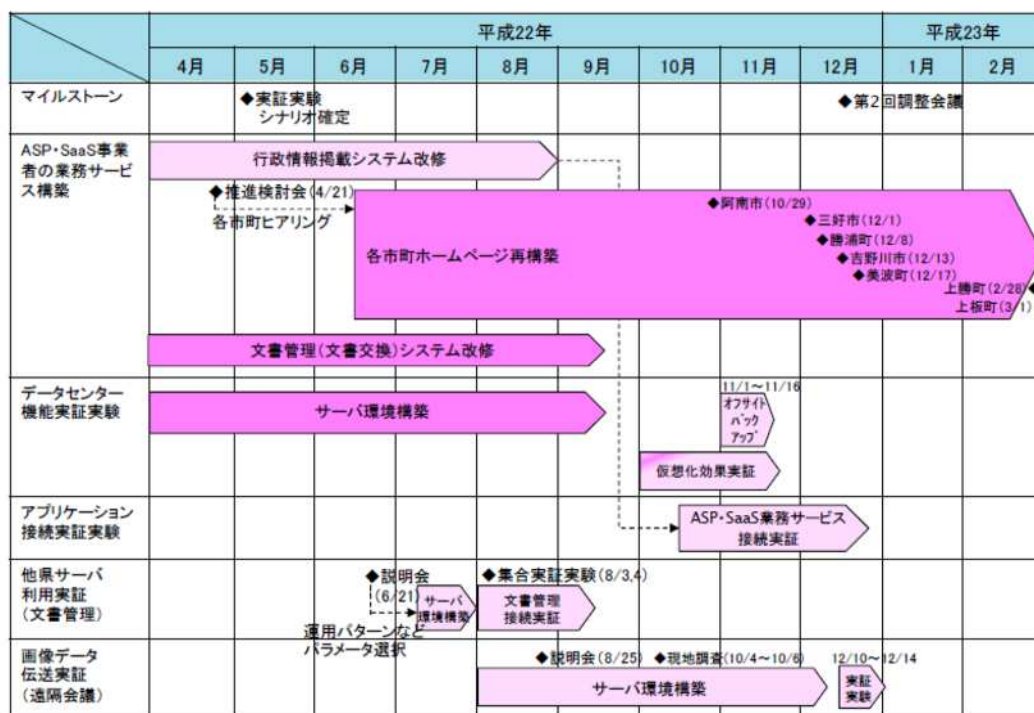 平成22年
平成23年
4月 5月 6月 7月 8月 9月 10月 11月 12月 1月 2月
マイルストーン
◆実証実験
シナリオ確定
◆第2回調整会議
ASP・SaaS事業
者の業務サービ
ス構築
行政情報掲載システム改修
◆推進検討会(4/21)
各市町ヒアリング
各市町ホームページ再構築
◆阿南市(10/29)
◆三好市(12/1)
◆勝浦町(12/8)
◆吉野川市(12/13)
◆美波町(12/17)
上勝町(2/28)◆
上板町(3/1)
文書管理(文書交換)システム改修
データセンター
機能実証実験
サーバ環境構築
11/1～11/16
オフサイト
バック
アップ
仮想化効果実証
アプリケーション
接続実証実験
ASP・SaaS業務サービス
接続実証
他県サーバ
利用実証
(文書管理)
◆説明会
(6/21)
運用パターンなど
パラメータ選択
サーバ
環境構築
◆集合実証実験(8/3,4)
文書管理
接続実証
画像データ
伝送実証
(遠隔会議)
◆説明会(8/25)
◆現地調査(10/4～10/6)
12/10～12/14
サーバ環境構築
実証
実験